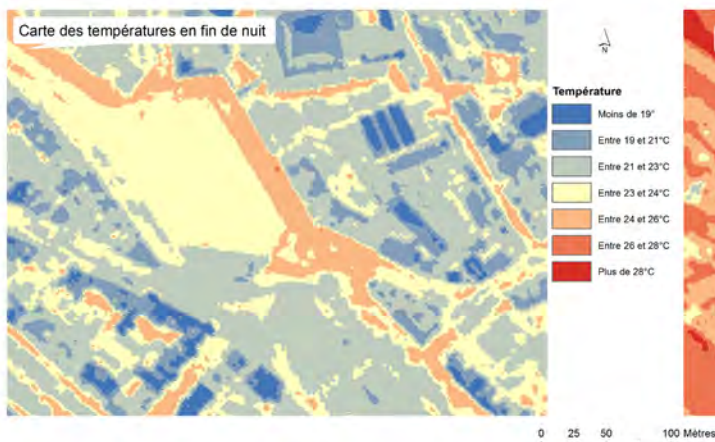 Carte des températures en fin de nuit
N
Température
Moins de 19°
Entre 19 et 21°C
Entre 21 et 23°C
Entre 23 et 24°C
Entre 24 et 26°C
Entre 26 et 28°C
Plus de 28°C
0 25 50 100 Mètres